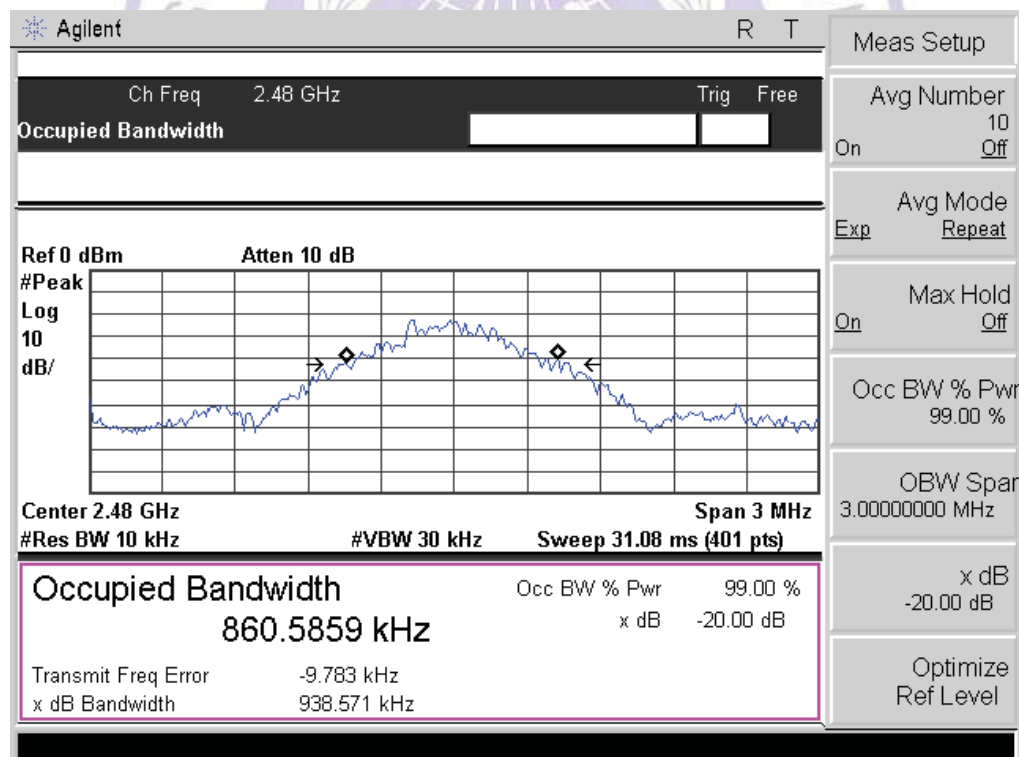 Agilent R T
Ch Freq 2.48 GHz Trig Free
Occupied Bandwidth
Ref 0 dBm Atten 10 dB
#Peak
Log
10
dB/
Center 2.48 GHz Span 3 MHz
#Res BW 10 kHz #VBW 30 kHz Sweep 31.08 ms (401 pts)
Occupied Bandwidth Occ BW % Pwr 99.00 %
860.5859 kHz x dB -20.00 dB
Transmit Freq Error -9.783 kHz
x dB Bandwidth 938.571 kHz
Meas Setup
Avg Number
10
On Off
Avg Mode
Exp Repeat
Max Hold
On Off
Occ BW % Pwr
99.00 %
OBW Span
3.00000000 MHz
x dB
-20.00 dB
Optimize
Ref Level